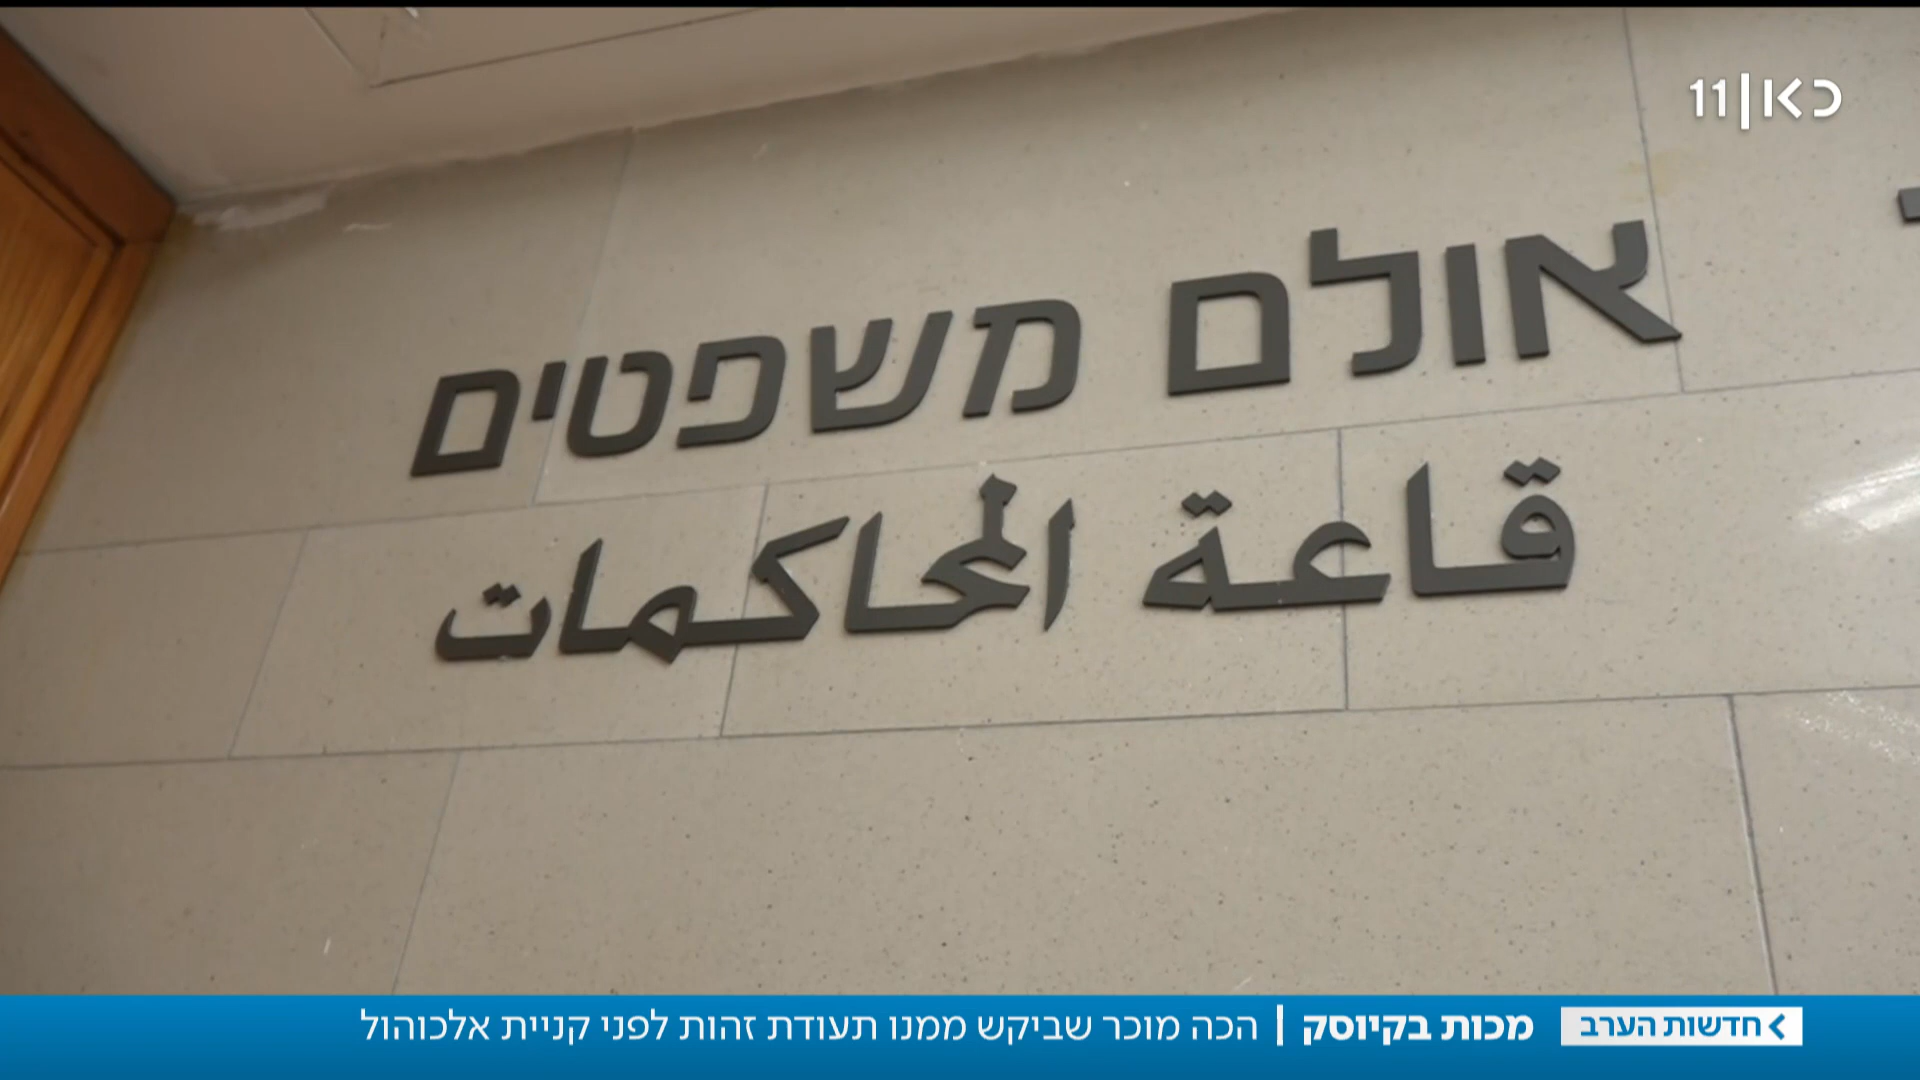 כאן 11
אולם משפטים
قاعة المحاكمات
חדשות הערב
מכות בקיוסק | הכה מוכר שביקש ממנו תעודת זהות לפני קניית אלכוהול